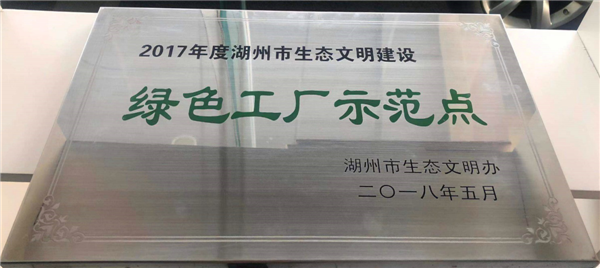 2017年度湖州市生态文明建设
绿色工厂示范点
湖州市生态文明办
二〇一八年五月